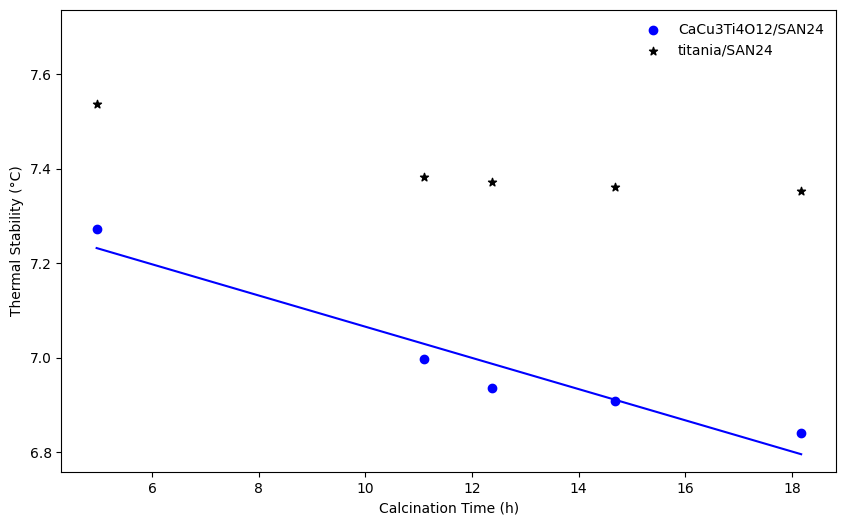 CaCu3Ti4O12/SAN24
titania/SAN24
7.6
7.4
7.2
7.0
6.8
Thermal Stability (°C)
6 8 10 12 14 16 18
Calcination Time (h)